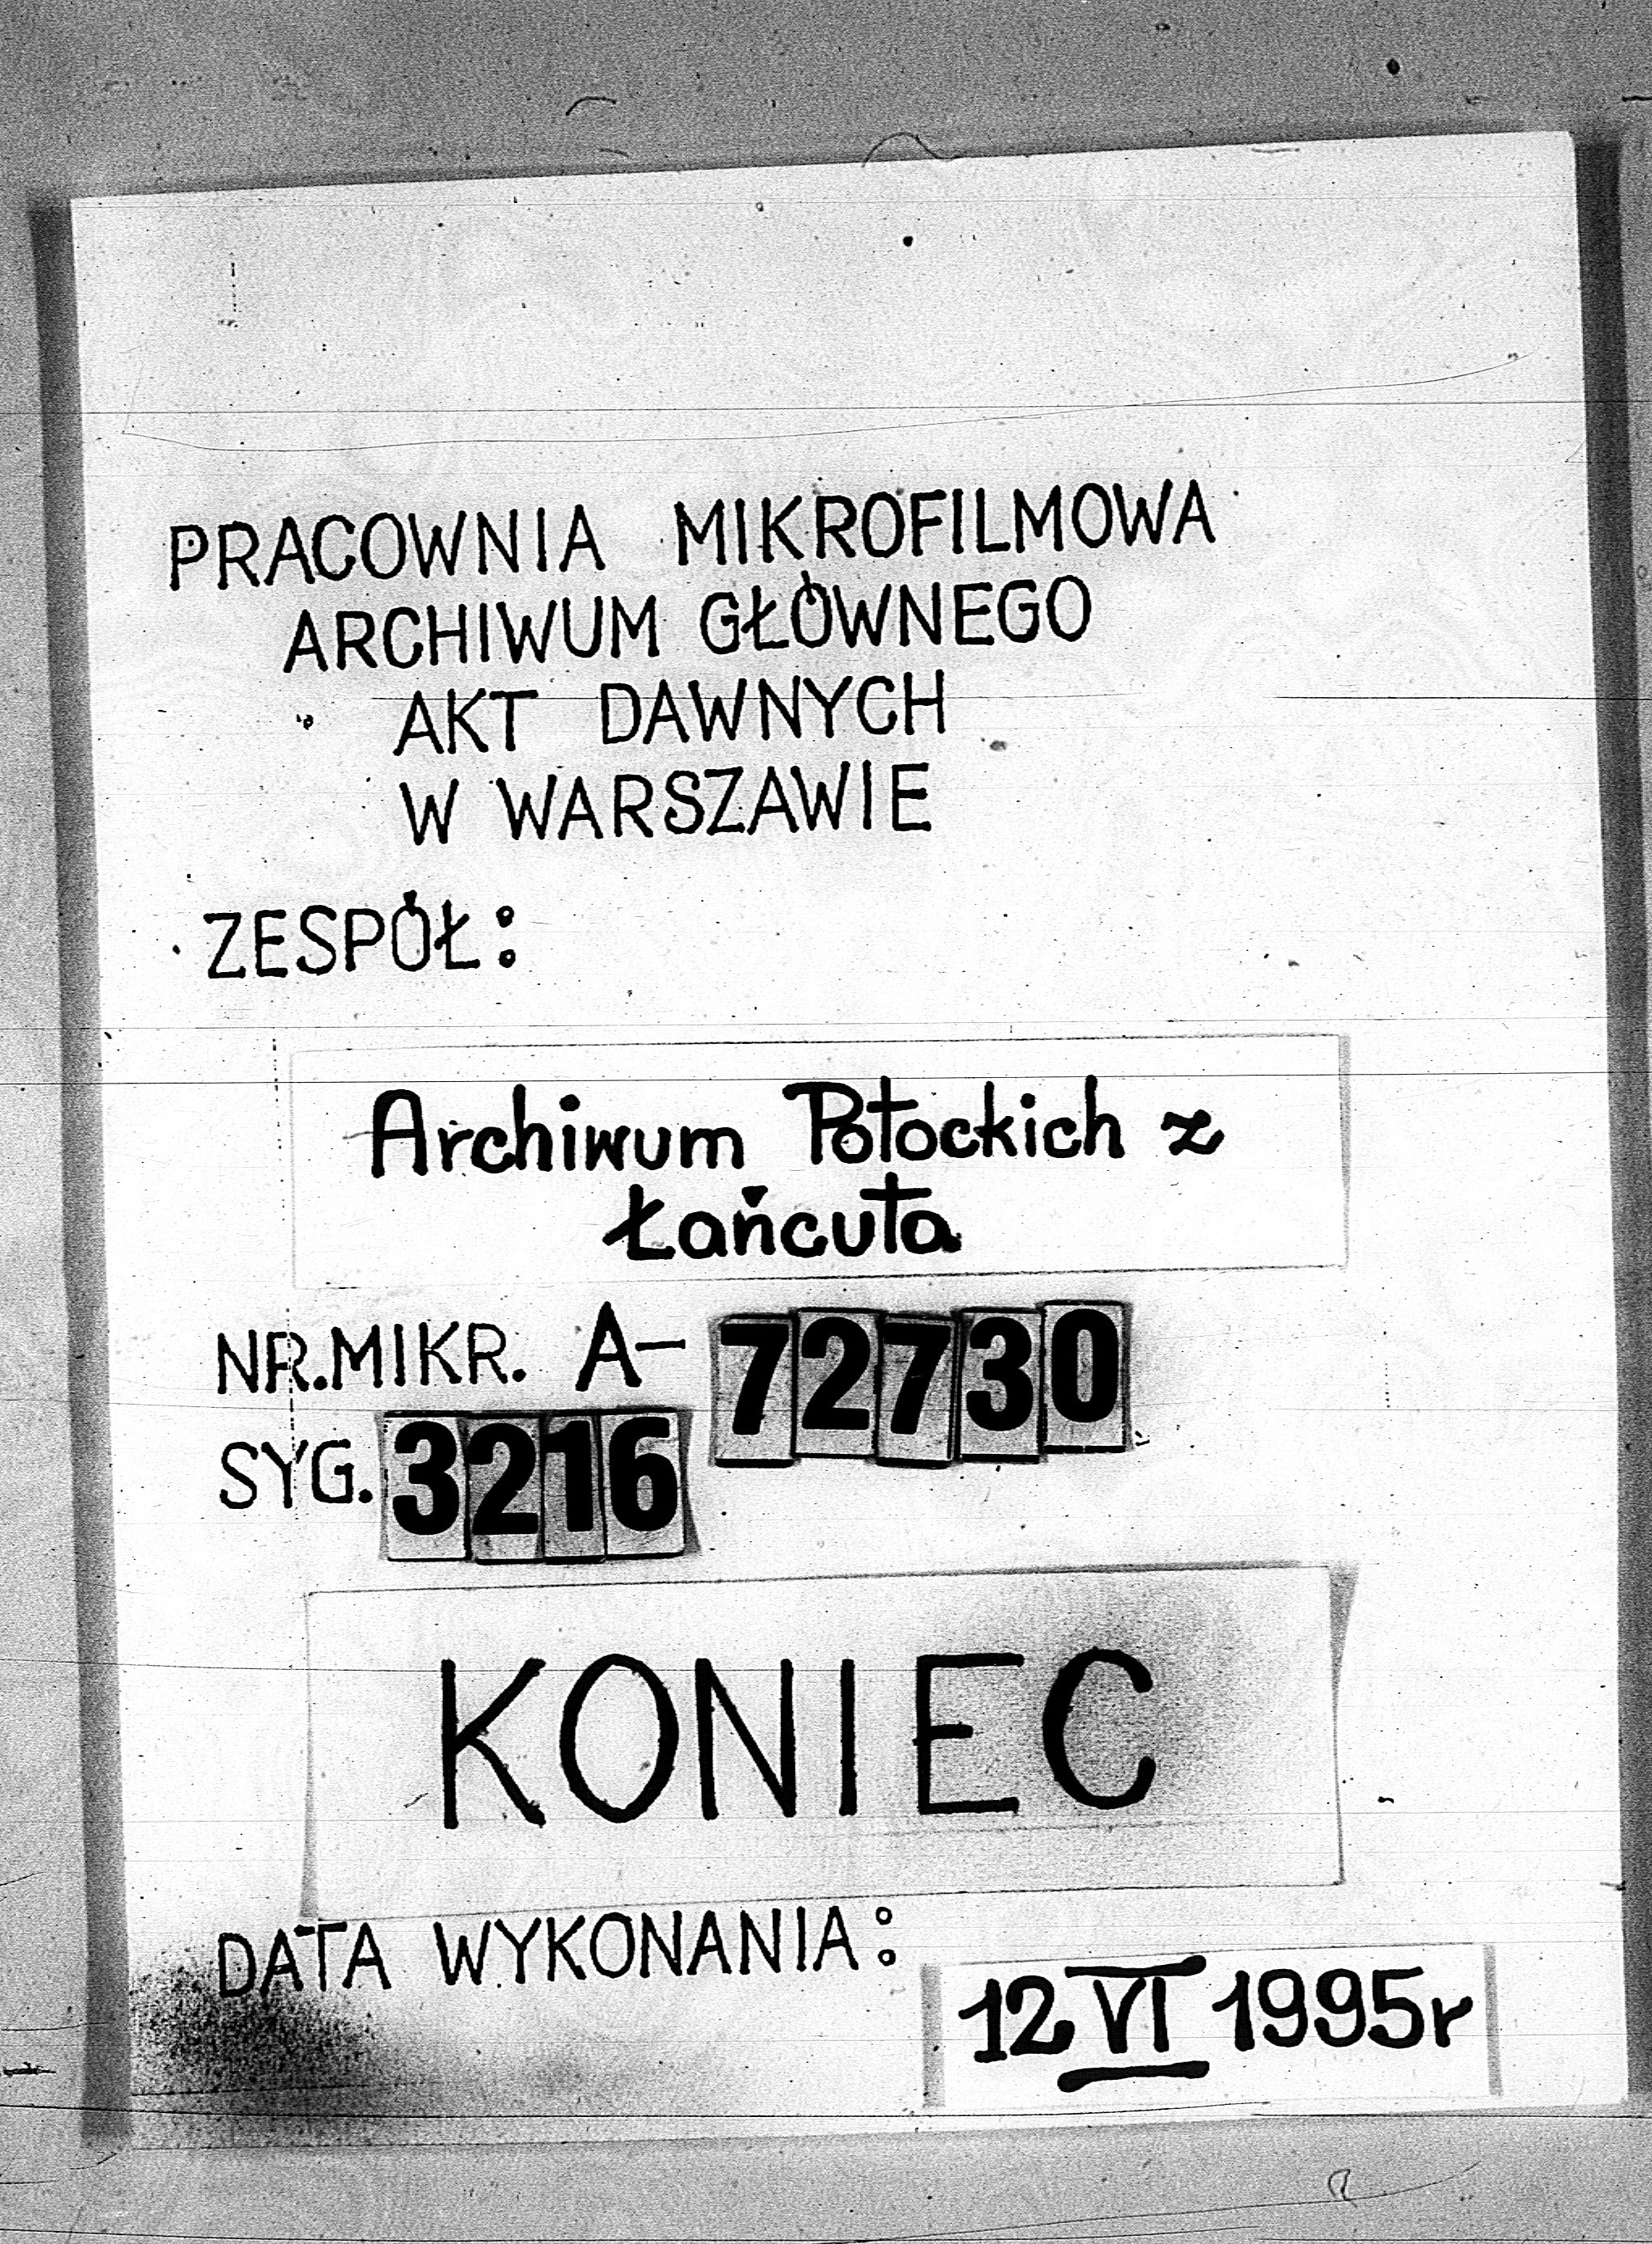 PRACOWNIA MIKROFILMOWA
ARCHIWUM GŁÓWNEGO
AKT DAWNYCH
W WARSZAWIE
ZESPÓŁ:
Archiwum Potockich z
Łańcuta
NR.MIKR. A- 72730
SYG. 3216
KONIEC
DATA WYKONANIA:
12 VI 1995r